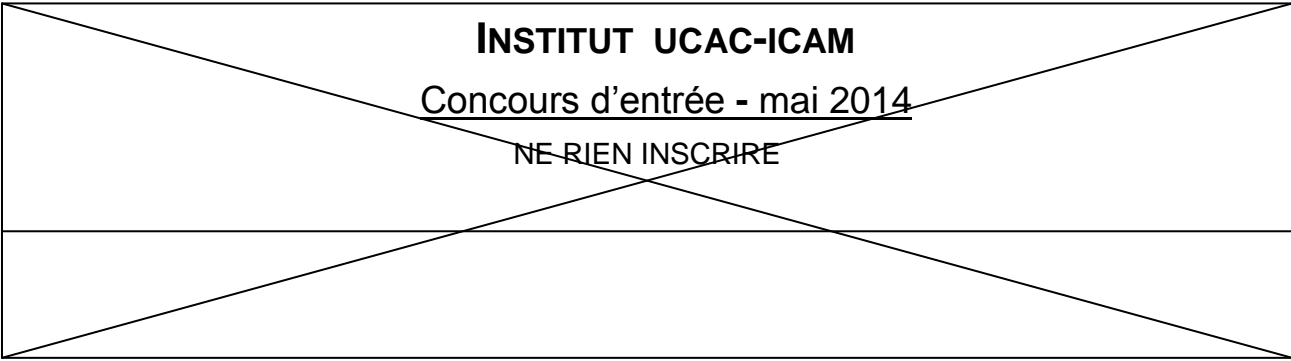 INSTITUT UCAC-ICAM
Concours d'entrée - mai 2014
NE RIEN INSCRIRE